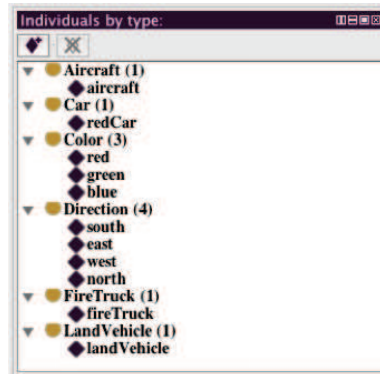 Individuals by type:
Aircraft (1)
aircraft
Car (1)
redCar
Color (3)
red
green
blue
Direction (4)
south
east
west
north
FireTruck (1)
fireTruck
LandVehicle (1)
landVehicle